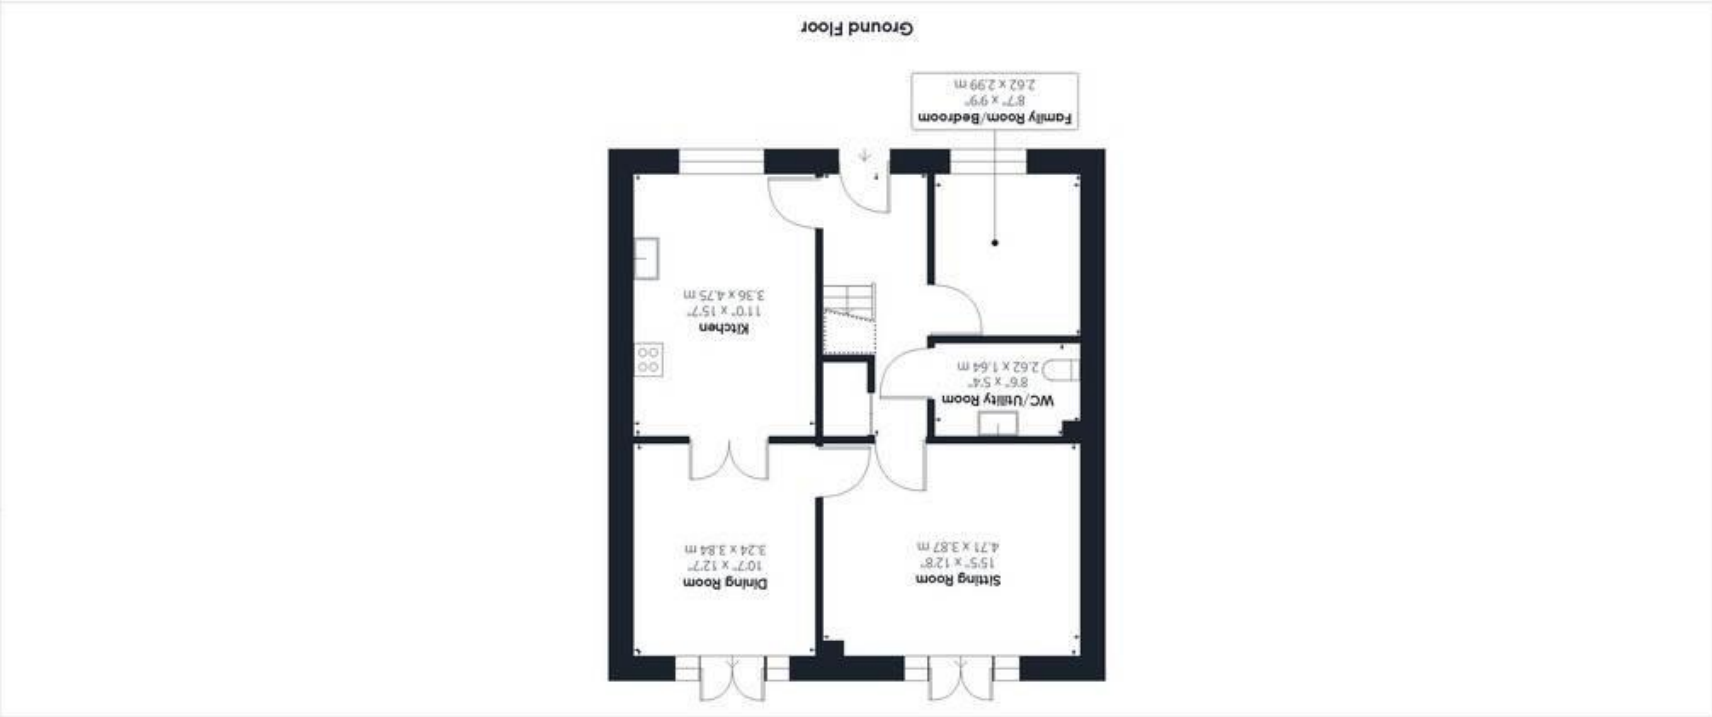 Sitting Room
15'5" x 12'8"
4.71 x 3.87 m
Dining Room
10'7" x 12'7"
3.24 x 3.84 m
WC/Utility Room
8'6" x 5'4"
2.62 x 1.64 m
Kitchen
11'0" x 15'7"
3.36 x 4.75 m
Family Room/Bedroom
8'7" x 9'9"
2.62 x 2.99 m
Ground Floor